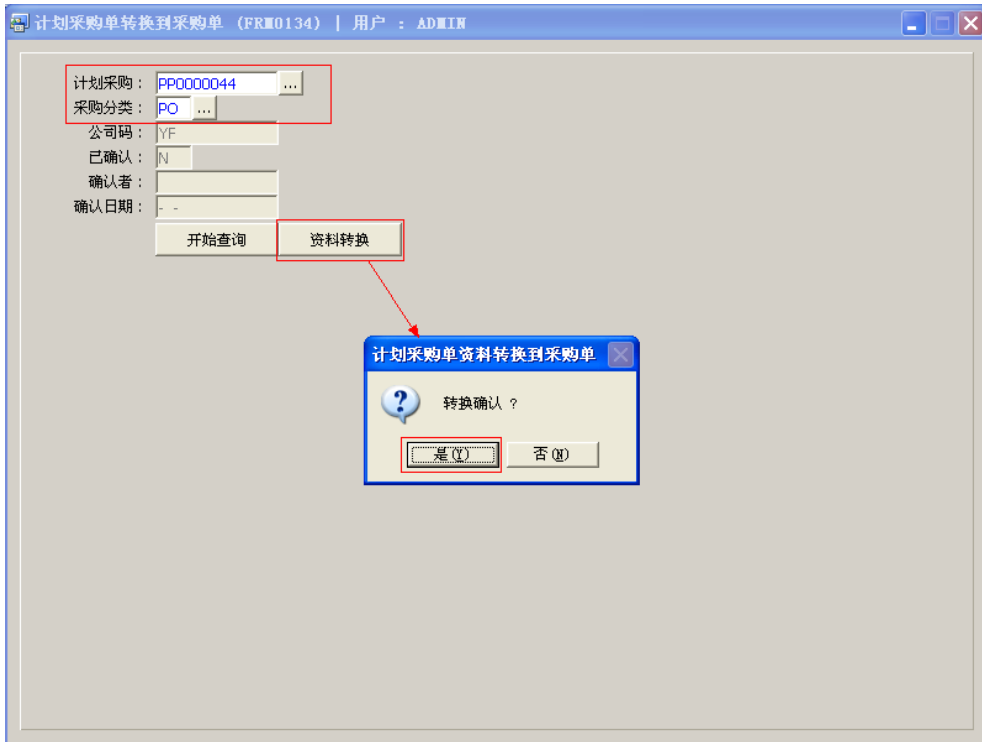 计划采购单转换到采购单 (FRM0134) | 用户 : ADMIN
计划采购： PP0000044 ...
采购分类： PO ...
公司码： YF
已确认： N
确认者：
确认日期： - -
开始查询 资料转换
计划采购单资料转换到采购单
转换确认 ？
是(Y) 否(N)